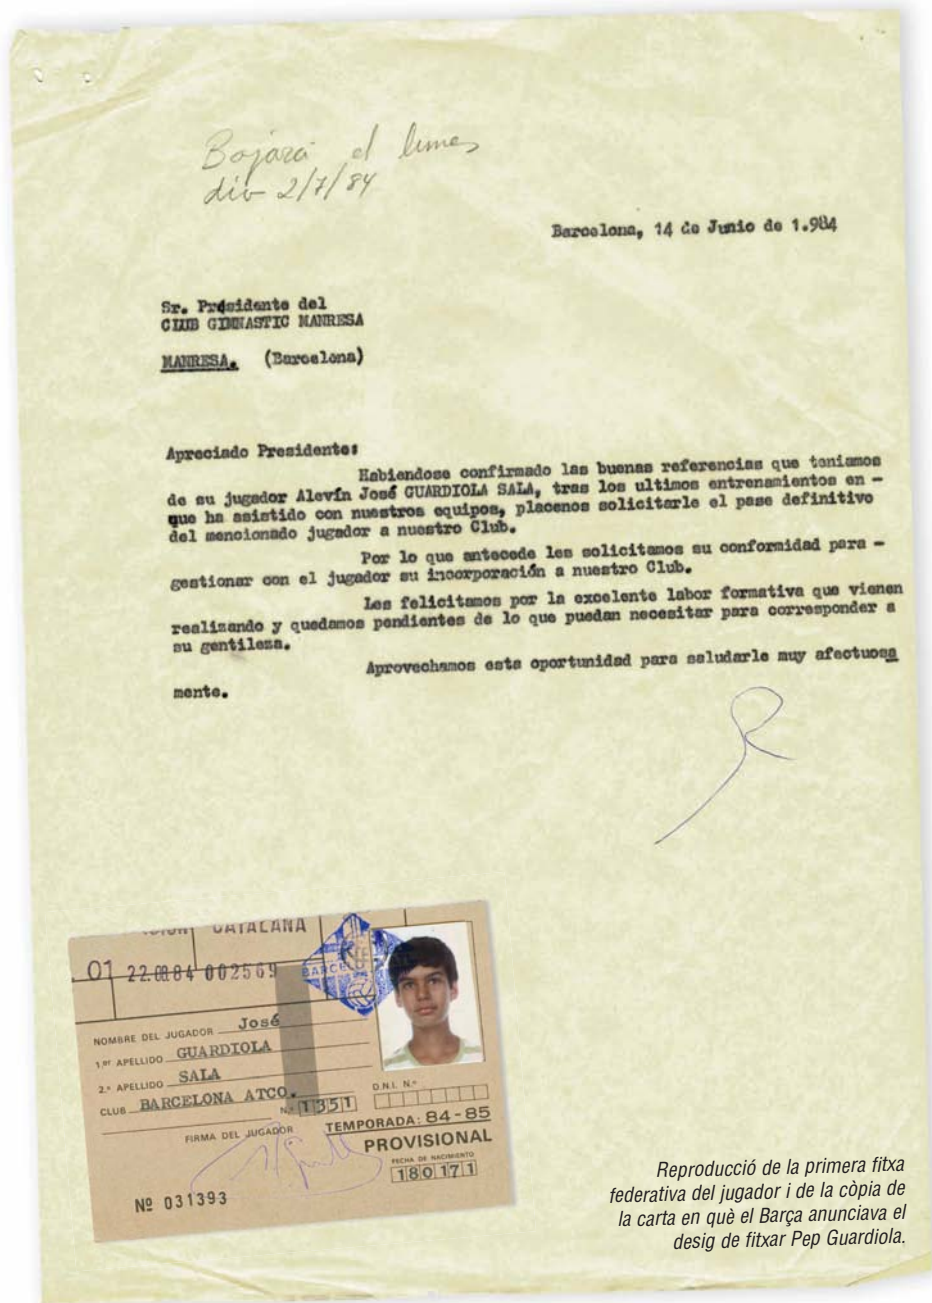 Bajará el lunes
día 2/7/84
Barcelona, 14 de Junio de 1.984
Sr. Présidente del
CLUB GIMNASTIC MANRESA
MANRESA. (Barcelona)
Apreciado Presidente:
Habiendose confirmado las buenas referencias que teniamos
de su jugador Alevín José GUARDIOLA SALA, tras los ultimos entrenamientos en -
que ha asistido con nuestros equipos, placenos solicitarle el pase definitivo
del mencionado jugador a nuestro Club.
Por lo que antecede les solicitamos su conformidad para -
gestionar con el jugador su incorporación a nuestro Club.
Les felicitamos por la excelente labor formativa que vienen
realizando y quedamos pendientes de lo que puedan necesitar para corresponder a
su gentileza.
Aprovechamos esta oportunidad para saludarle muy afectuosa
mente.
CATALANA
01 22.08.84 002569
BARCELO
NOMBRE DEL JUGADOR José
1.er APELLIDO GUARDIOLA
2.º APELLIDO SALA
CLUB BARCELONA ATCO.
N.º 1351
D.N.I. N.º
FIRMA DEL JUGADOR
TEMPORADA: 84-85
PROVISIONAL
FECHA DE NACIMIENTO
180171
Nº 031393
Reproducció de la primera fitxa
federativa del jugador i de la còpia de
la carta en què el Barça anunciava el
desig de fitxar Pep Guardiola.